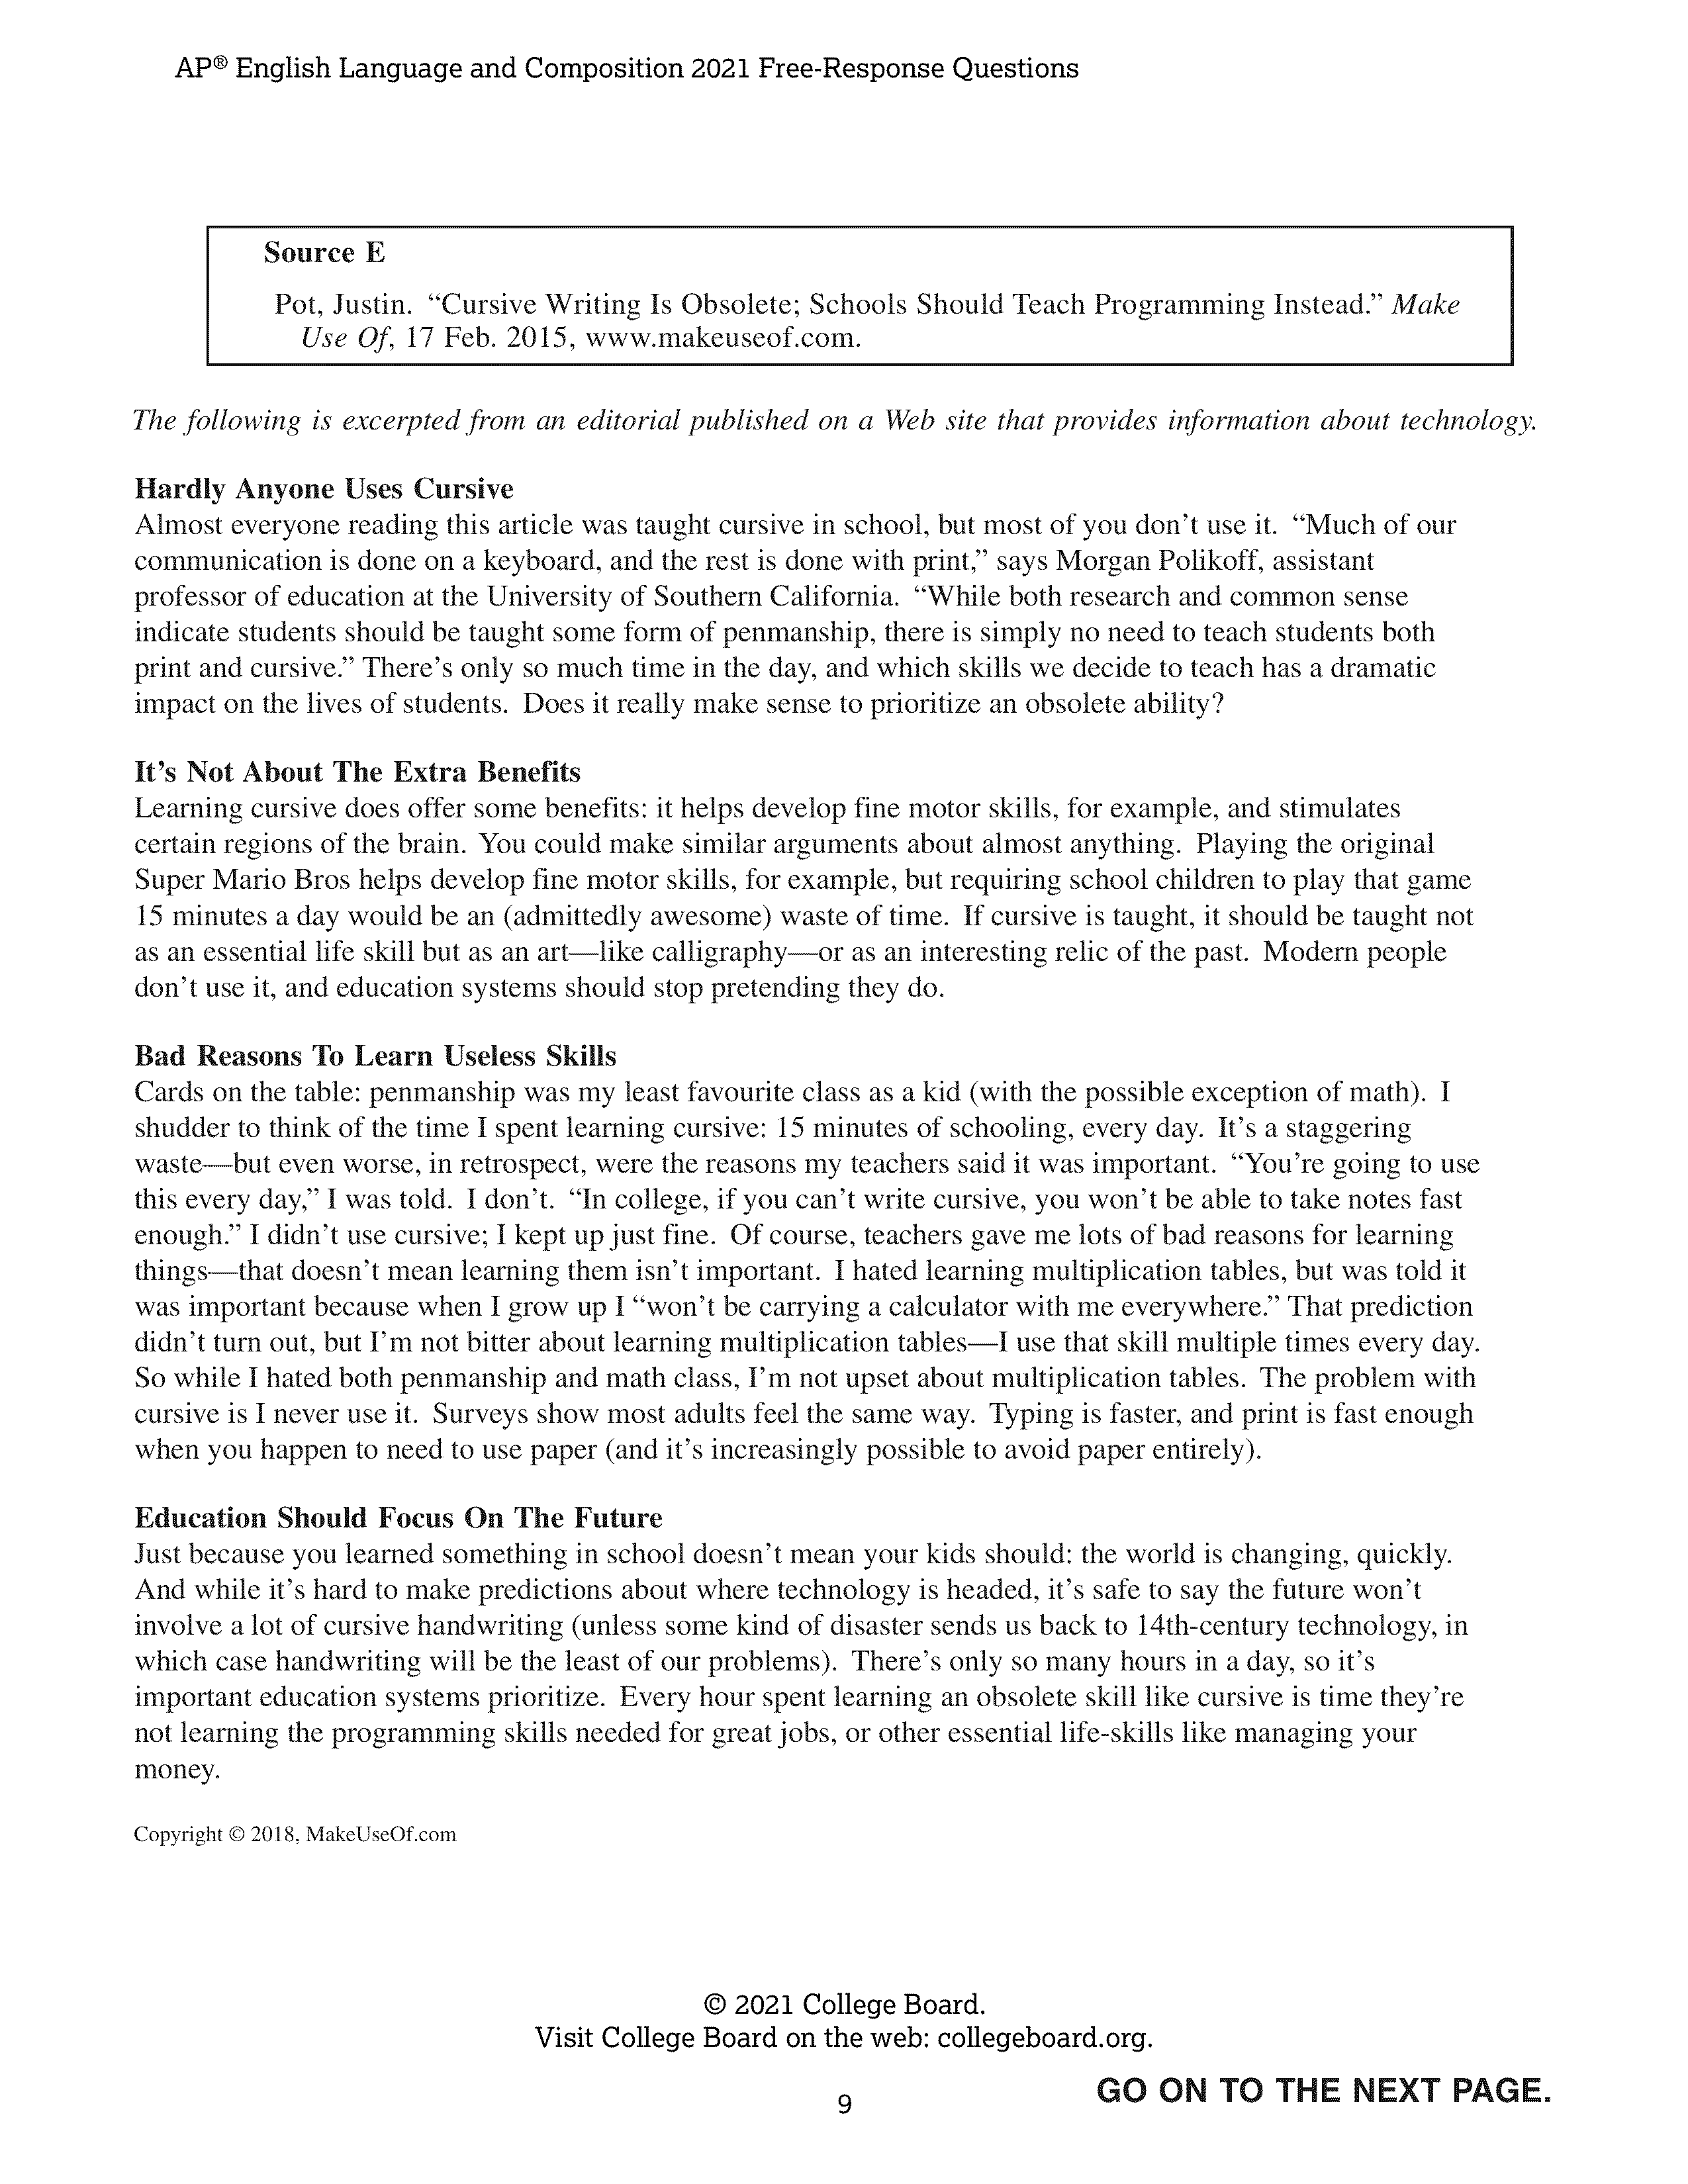 AP® English Language and Composition 2021 Free-Response Questions
Source E
Pot, Justin. “Cursive Writing Is Obsolete; Schools Should Teach Programming Instead.” Make
Use Of, 17 Feb. 2015, www.makeuseof.com.
The following is excerpted from an editorial published on a Web site that provides information about technology.
Hardly Anyone Uses Cursive
Almost everyone reading this article was taught cursive in school, but most of you don’t use it. “Much of our
communication is done on a keyboard, and the rest is done with print,” says Morgan Polikoff, assistant
professor of education at the University of Southern California. “While both research and common sense
indicate students should be taught some form of penmanship, there is simply no need to teach students both
print and cursive.” There’s only so much time in the day, and which skills we decide to teach has a dramatic
impact on the lives of students. Does it really make sense to prioritize an obsolete ability?
It’s Not About The Extra Benefits
Learning cursive does offer some benefits: it helps develop fine motor skills, for example, and stimulates
certain regions of the brain. You could make similar arguments about almost anything. Playing the original
Super Mario Bros helps develop fine motor skills, for example, but requiring school children to play that game
15 minutes a day would be an (admittedly awesome) waste of time. If cursive is taught, it should be taught not
as an essential life skill but as an art—like calligraphy—or as an interesting relic of the past. Modern people
don’t use it, and education systems should stop pretending they do.
Bad Reasons To Learn Useless Skills
Cards on the table: penmanship was my least favourite class as a kid (with the possible exception of math). I
shudder to think of the time I spent learning cursive: 15 minutes of schooling, every day. It’s a staggering
waste—but even worse, in retrospect, were the reasons my teachers said it was important. “You’re going to use
this every day,” I was told. I don’t. “In college, if you can’t write cursive, you won’t be able to take notes fast
enough.” I didn’t use cursive; I kept up just fine. Of course, teachers gave me lots of bad reasons for learning
things—that doesn’t mean learning them isn’t important. I hated learning multiplication tables, but was told it
was important because when I grow up I “won’t be carrying a calculator with me everywhere.” That prediction
didn’t turn out, but I’m not bitter about learning multiplication tables—I use that skill multiple times every day.
So while I hated both penmanship and math class, I’m not upset about multiplication tables. The problem with
cursive is I never use it. Surveys show most adults feel the same way. Typing is faster, and print is fast enough
when you happen to need to use paper (and it’s increasingly possible to avoid paper entirely).
Education Should Focus On The Future
Just because you learned something in school doesn’t mean your kids should: the world is changing, quickly.
And while it’s hard to make predictions about where technology is headed, it’s safe to say the future won’t
involve a lot of cursive handwriting (unless some kind of disaster sends us back to 14th-century technology, in
which case handwriting will be the least of our problems). There’s only so many hours in a day, so it’s
important education systems prioritize. Every hour spent learning an obsolete skill like cursive is time they’re
not learning the programming skills needed for great jobs, or other essential life-skills like managing your
money.
Copyright © 2018, MakeUseOf.com
© 2021 College Board.
Visit College Board on the web: collegeboard.org.
GO ON TO THE NEXT PAGE.
9